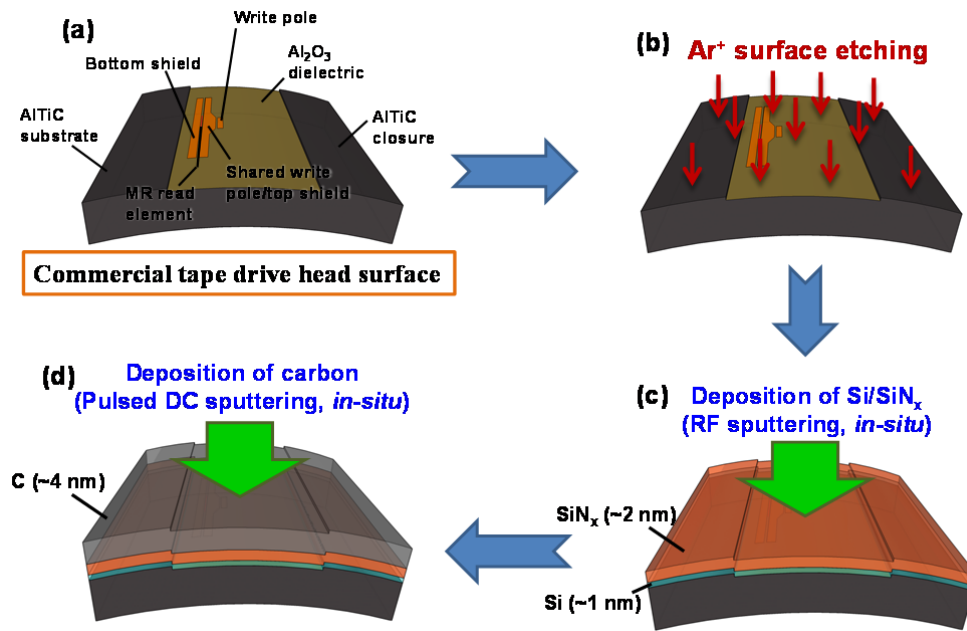 (a)
Write pole
Bottom shield
Al₂O₃
dielectric
AlTiC
substrate
AlTiC
closure
MR read
element
Shared write
pole/top shield
Commercial tape drive head surface
(b)
Ar⁺ surface etching
(c)
Deposition of Si/SiNₓ
(RF sputtering, in-situ)
SiNₓ (~2 nm)
Si (~1 nm)
(d)
Deposition of carbon
(Pulsed DC sputtering, in-situ)
C (~4 nm)